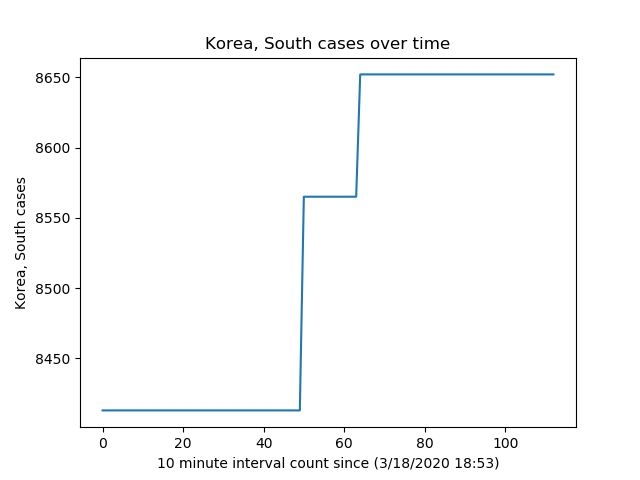 Korea, South cases over time
8650
8600
8550
8500
8450
Korea, South cases
0 20 40 60 80 100
10 minute interval count since (3/18/2020 18:53)